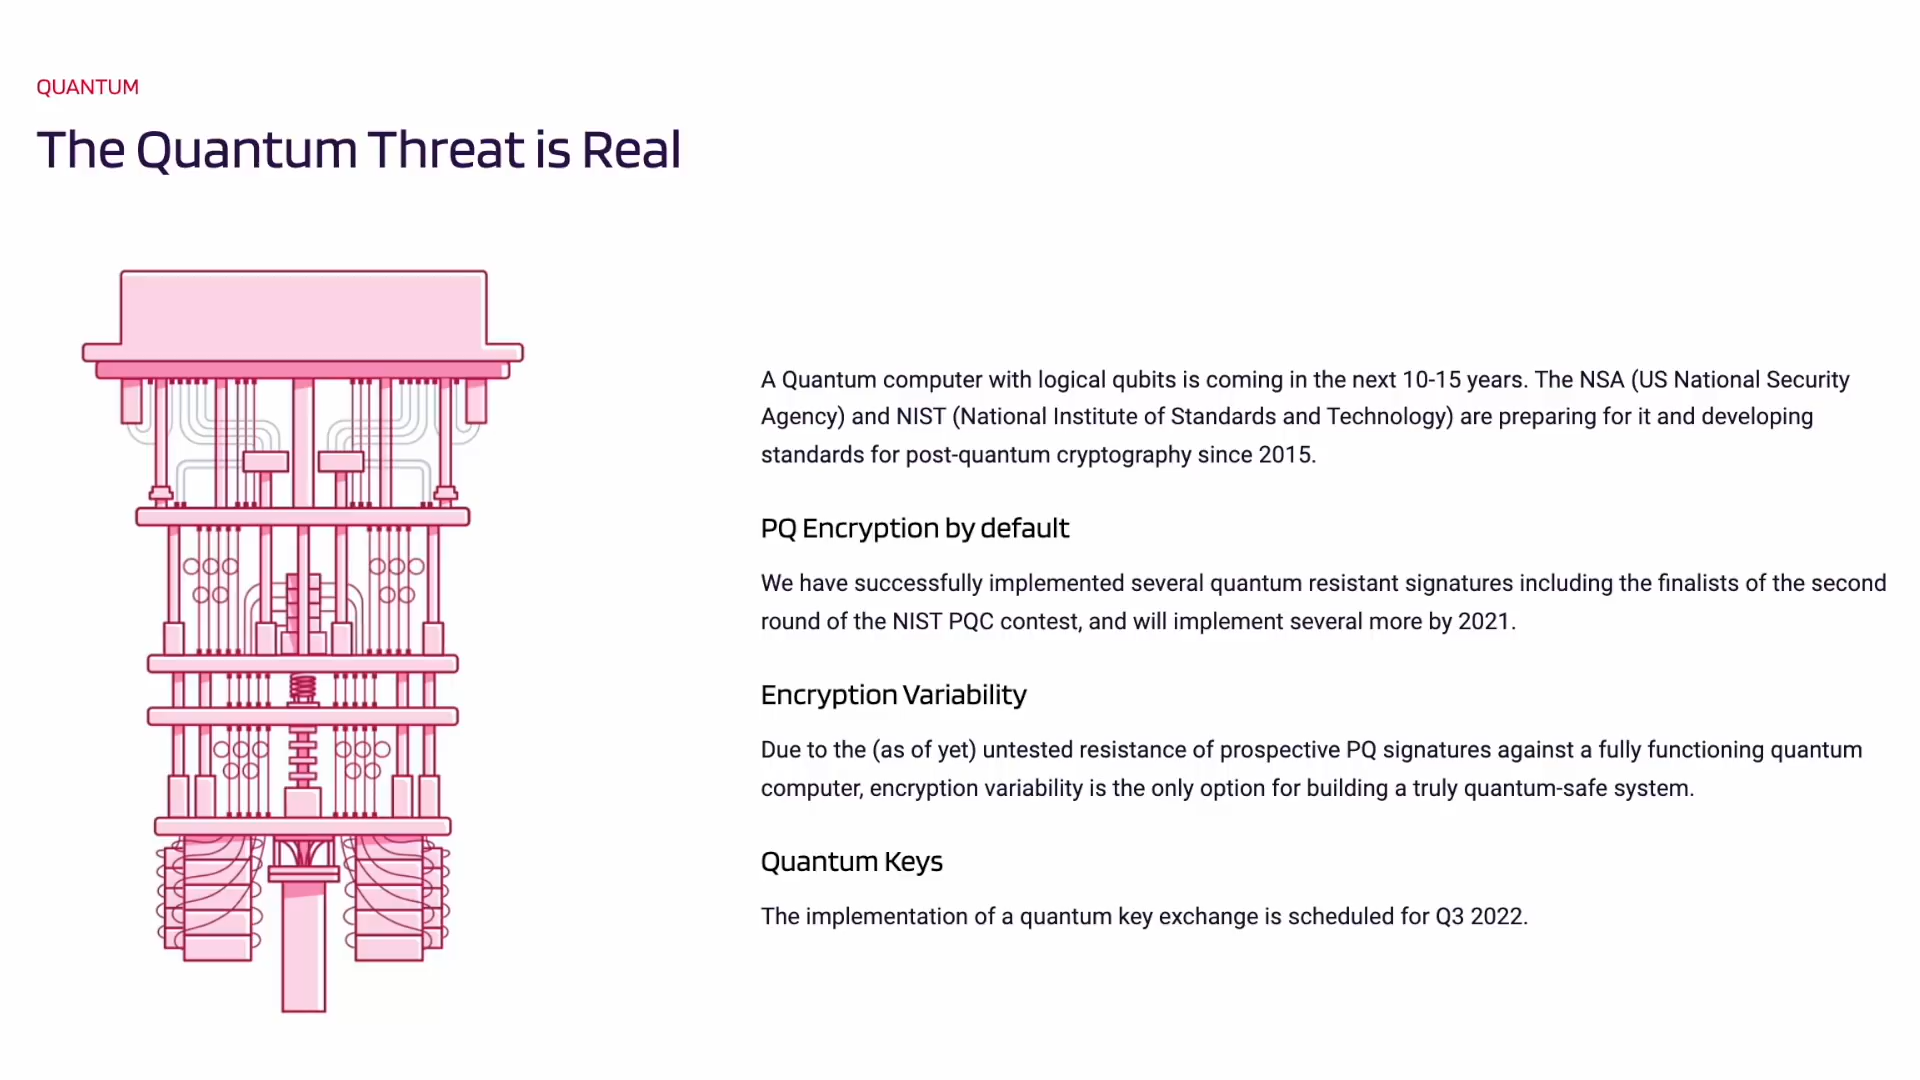 QUANTUM
The Quantum Threat is Real
A Quantum computer with logical qubits is coming in the next 10-15 years. The NSA (US National Security
Agency) and NIST (National Institute of Standards and Technology) are preparing for it and developing
standards for post-quantum cryptography since 2015.
PQ Encryption by default
We have successfully implemented several quantum resistant signatures including the finalists of the second
round of the NIST PQC contest, and will implement several more by 2021.
Encryption Variability
Due to the (as of yet) untested resistance of prospective PQ signatures against a fully functioning quantum
computer, encryption variability is the only option for building a truly quantum-safe system.
Quantum Keys
The implementation of a quantum key exchange is scheduled for Q3 2022.